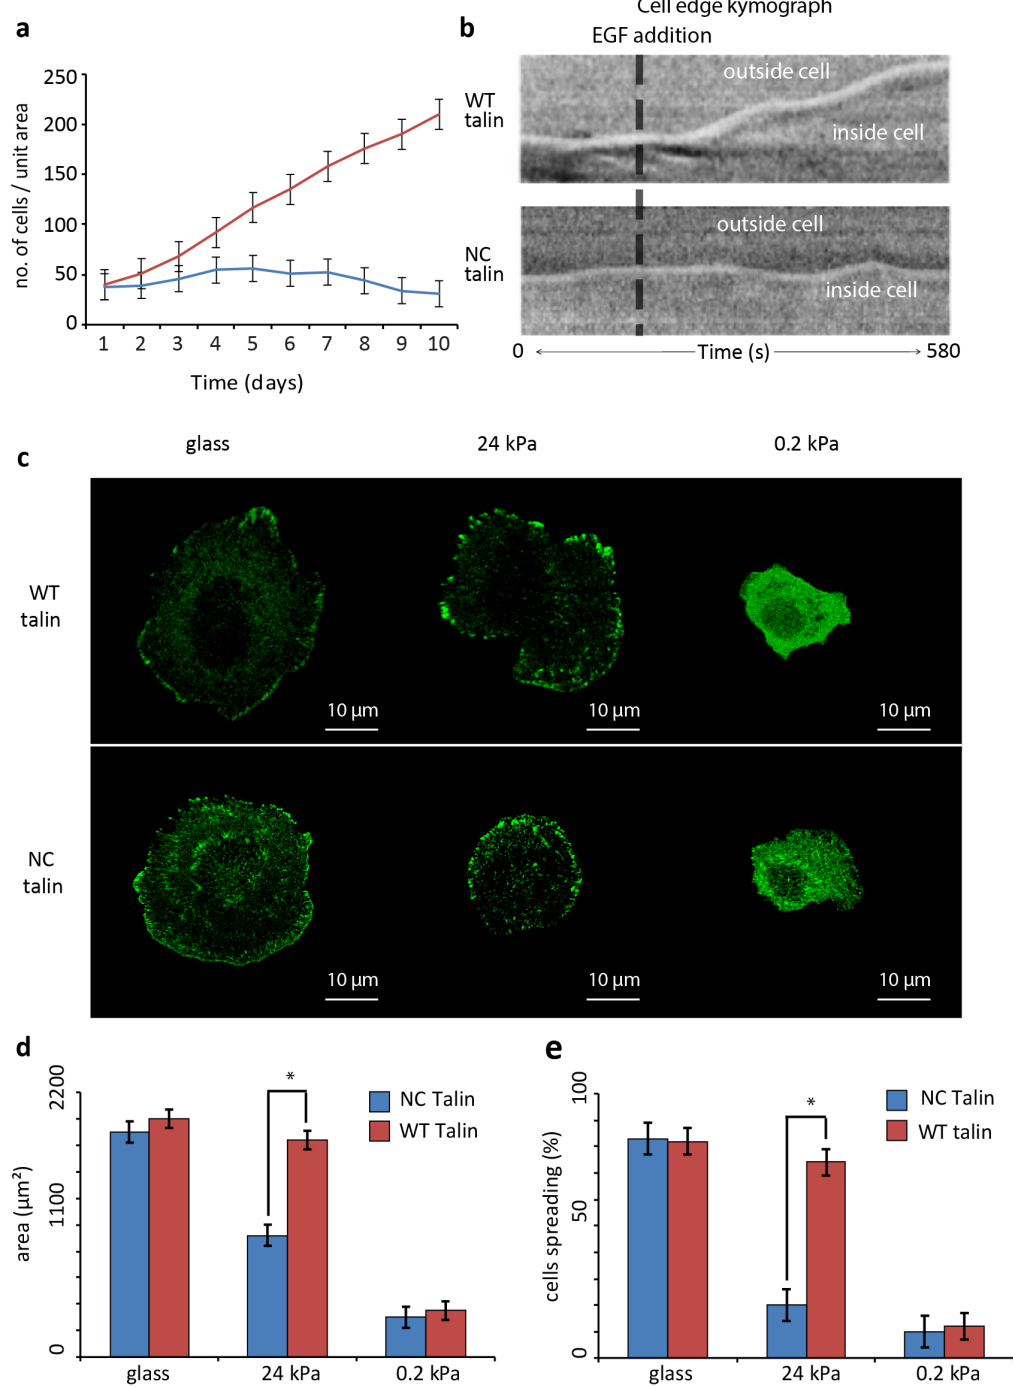 a
250
200
150
100
50
0
no. of cells / unit area
1 2 3 4 5 6 7 8 9 10
Time (days)
b
Cell edge kymograph
EGF addition
WT
talin
outside cell
inside cell
NC
talin
outside cell
inside cell
0 Time (s) 580
c
glass 24 kPa 0.2 kPa
WT
talin
10 µm 10 µm 10 µm
NC
talin
10 µm 10 µm 10 µm
d
2200
1100
0
area (µm²)
*
NC Talin
WT Talin
glass 24 kPa 0.2 kPa
e
100
50
0
cells spreading (%)
*
NC Talin
WT talin
glass 24 kPa 0.2 kPa